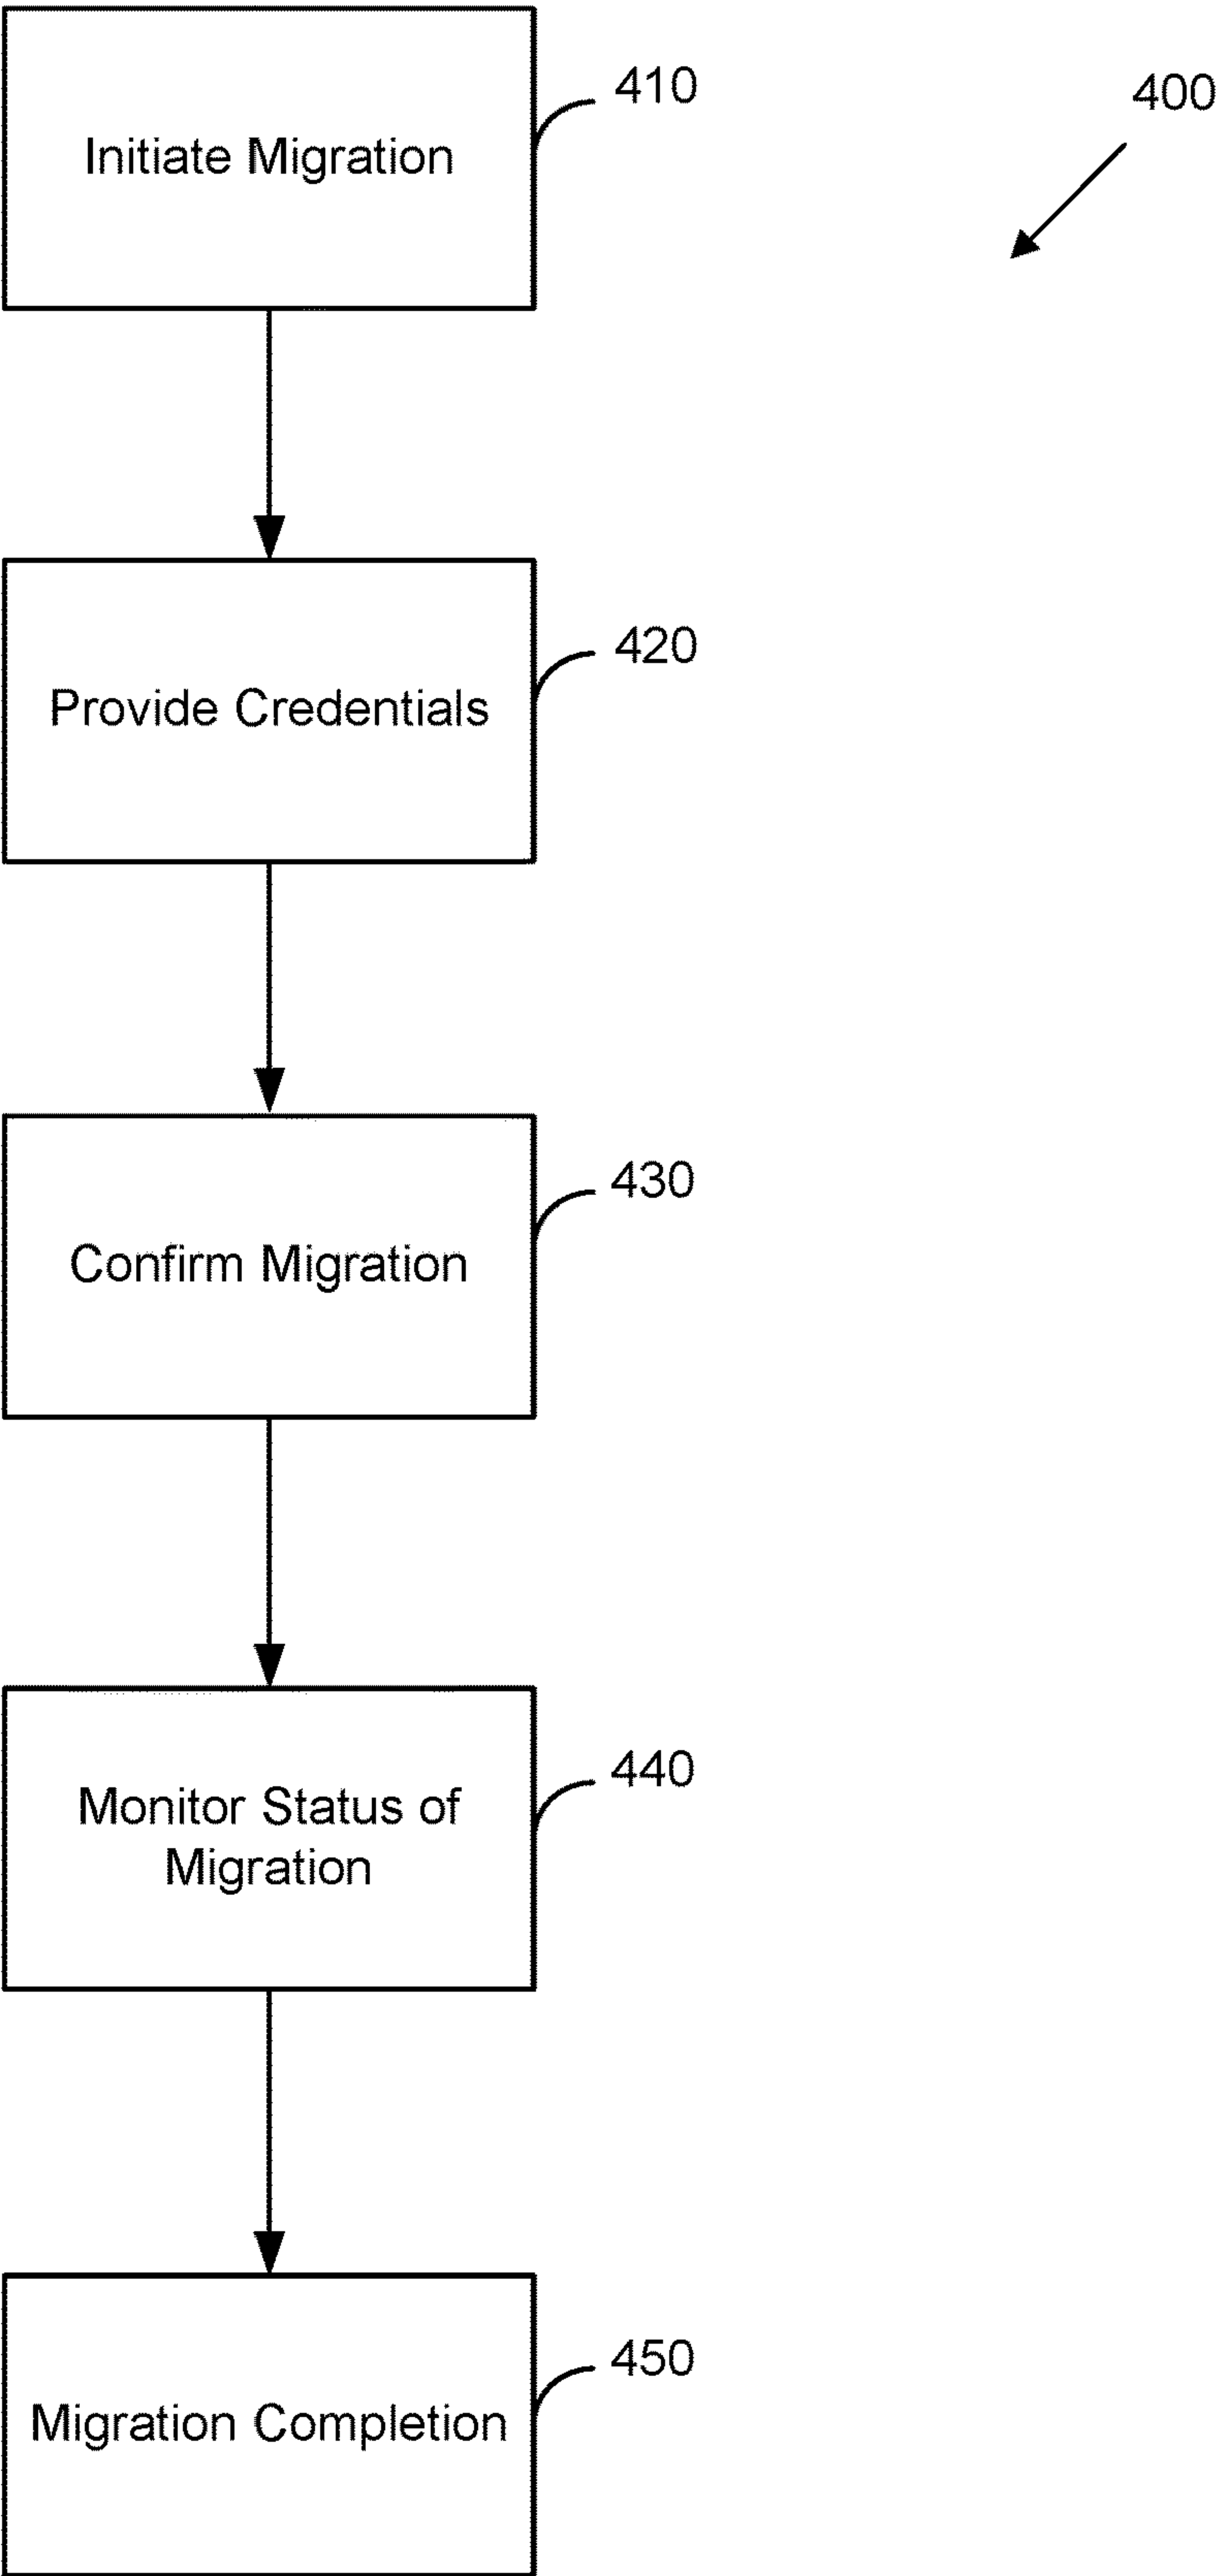 410
400
Initiate Migration
420
Provide Credentials
430
Confirm Migration
440
Monitor Status of
Migration
450
Migration Completion